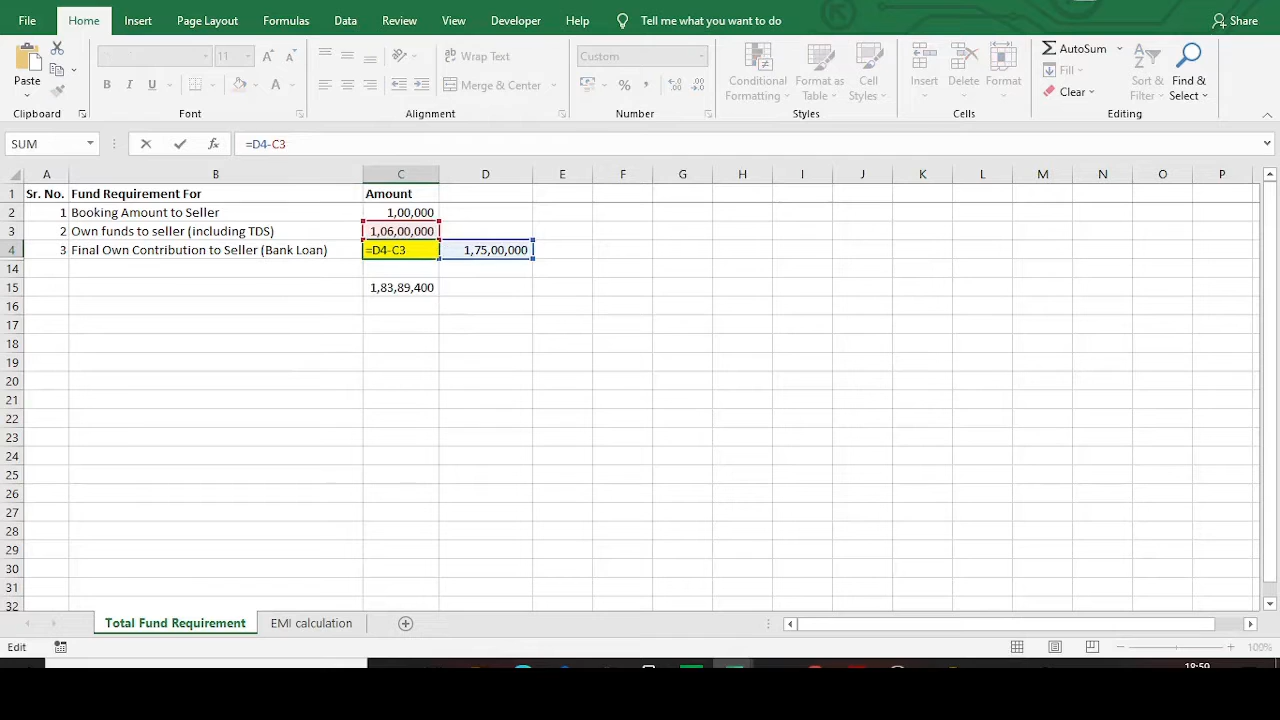 File Home Insert Page Layout Formulas Data Review View Developer Help Tell me what you want to do Share
11 Wrap Text Custom AutoSum
Paste Fill
B I U Merge & Center % Conditional Formatting Format as Table Cell Styles Insert Delete Format Clear Sort & Filter Find & Select
Clipboard Font Alignment Number Styles Cells Editing
SUM fx =D4-C3
A B C D E F G H I J K L M N O P
1 Sr. No. Fund Requirement For Amount
2 1 Booking Amount to Seller 1,00,000
3 2 Own funds to seller (including TDS) 1,06,00,000
4 3 Final Own Contribution to Seller (Bank Loan) =D4-C3 1,75,00,000
14
15 1,83,89,400
16
17
18
19
20
21
22
23
24
25
26
27
28
29
30
31
32
Total Fund Requirement EMI calculation
Edit 100%
18:59